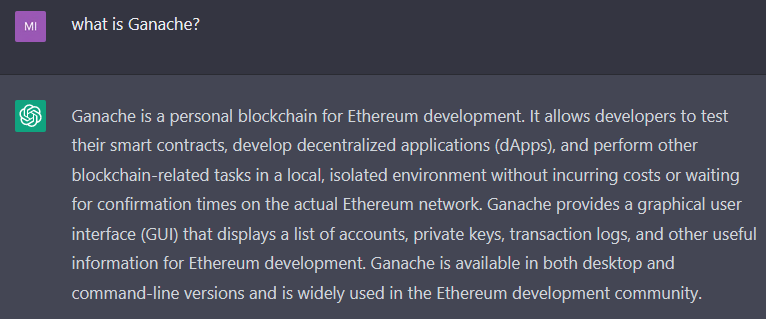 MI
what is Ganache?
Ganache is a personal blockchain for Ethereum development. It allows developers to test
their smart contracts, develop decentralized applications (dApps), and perform other
blockchain-related tasks in a local, isolated environment without incurring costs or waiting
for confirmation times on the actual Ethereum network. Ganache provides a graphical user
interface (GUI) that displays a list of accounts, private keys, transaction logs, and other useful
information for Ethereum development. Ganache is available in both desktop and
command-line versions and is widely used in the Ethereum development community.